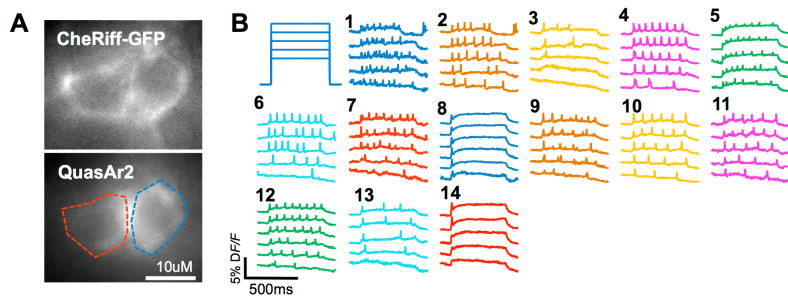 A
CheRiff-GFP
QuasAr2
10uM
B
1 2 3 4 5
6 7 8 9 10 11
12 13 14
5% DF/F
500ms